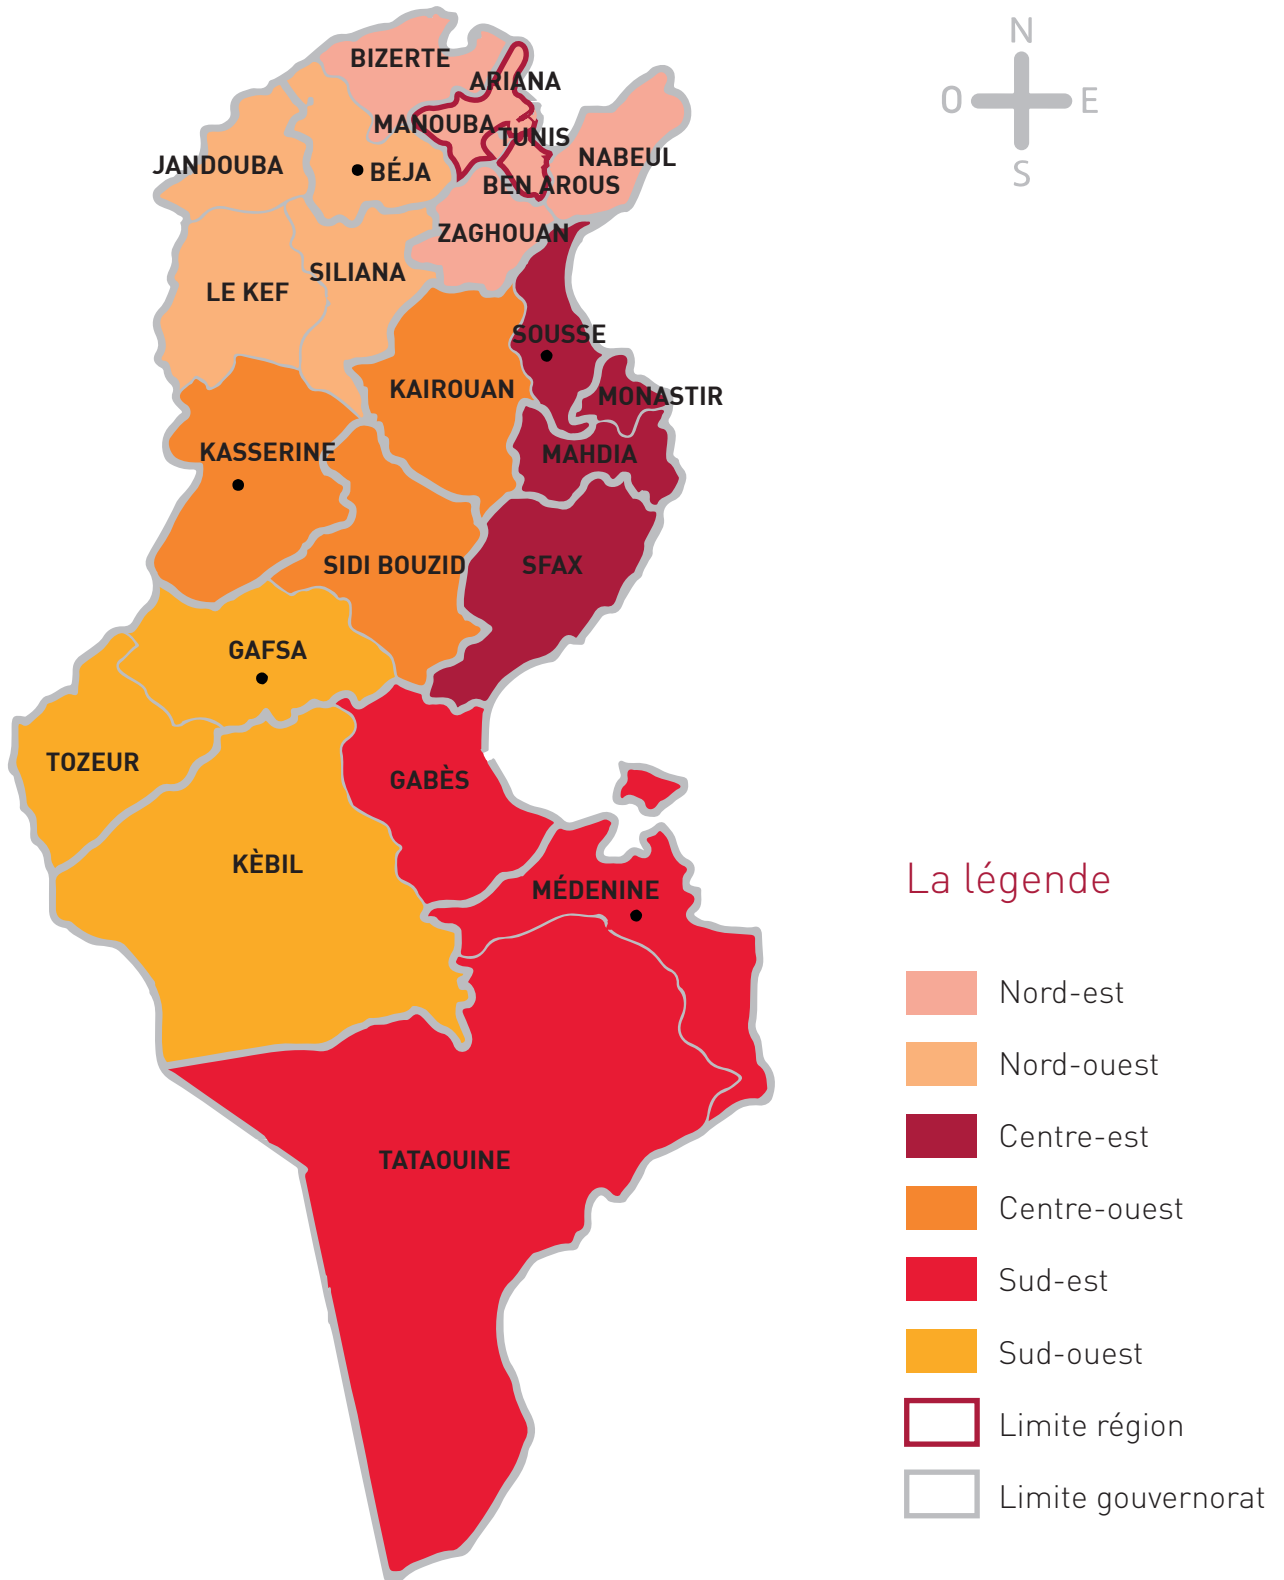 N
O E
S
BIZERTE
ARIANA
MANOUBA
TUNIS
NABEUL
JANDOUBA
BÉJA
BEN AROUS
ZAGHOUAN
SILIANA
LE KEF
SOUSSE
KAIROUAN
MONASTIR
KASSERINE
MAHDIA
SIDI BOUZID
SFAX
GAFSA
TOZEUR
GABÈS
KÈBIL
MÉDENINE
TATAOUINE
La légende
Nord-est
Nord-ouest
Centre-est
Centre-ouest
Sud-est
Sud-ouest
Limite région
Limite gouvernorat